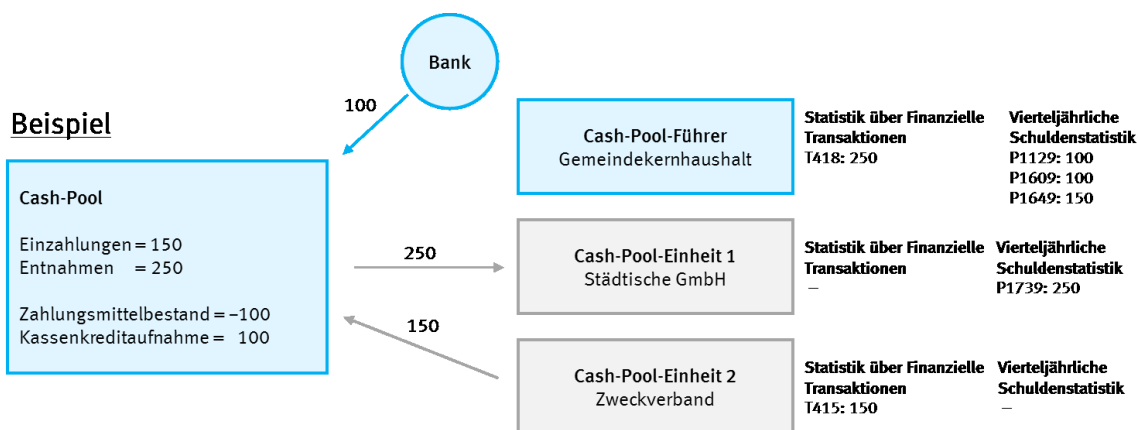 Bank
100
Beispiel
Cash-Pool
Einzahlungen = 150
Entnahmen = 250
Zahlungsmittelbestand = –100
Kassenkreditaufnahme = 100
250
150
Cash-Pool-Führer
Gemeindekernhaushalt
Statistik über Finanzielle
Transaktionen
T418: 250
Vierteljährliche
Schuldenstatistik
P1129: 100
P1609: 100
P1649: 150
Cash-Pool-Einheit 1
Städtische GmbH
Statistik über Finanzielle
Transaktionen
–
Vierteljährliche
Schuldenstatistik
P1739: 250
Cash-Pool-Einheit 2
Zweckverband
Statistik über Finanzielle
Transaktionen
T415: 150
Vierteljährliche
Schuldenstatistik
–